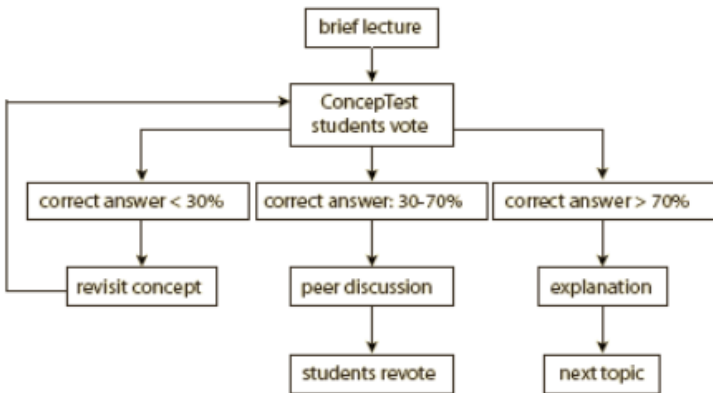 brief lecture
ConcepTest
students vote
correct answer < 30%
correct answer: 30-70%
correct answer > 70%
revisit concept
peer discussion
explanation
students revote
next topic